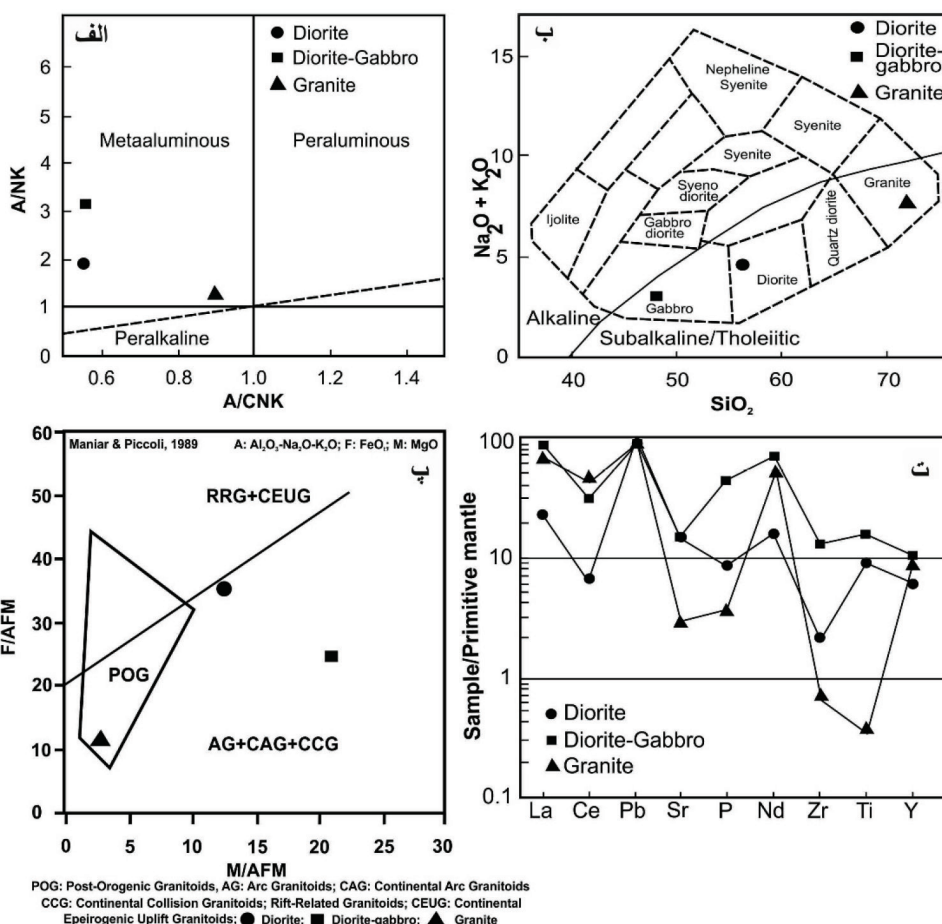 الف
● Diorite
■ Diorite-Gabbro
▲ Granite
Metaaluminous
Peraluminous
Peralkaline
A/NK
6
5
4
3
2
1
0
0.6 0.8 1.0 1.2 1.4
A/CNK
ب
● Diorite
■ Diorite-
gabbro
▲ Granite
Nepheline
Syenite
Syenite
Syenite
Syeno
diorite
Granite
Ijolite
Gabbro
diorite
Quartz diorite
Gabbro
Diorite
Alkaline
Subalkaline/Tholeiitic
Na₂O + K₂O
15
10
5
0
40 50 60 70
SiO₂
Maniar & Piccoli, 1989 A: Al₂O₃-Na₂O-K₂O; F: FeOₜ; M: MgO
RRG+CEUG
POG
AG+CAG+CCG
F/AFM
60
50
40
30
20
10
0
0 5 10 15 20 25 30
M/AFM
POG: Post-Orogenic Granitoids, AG: Arc Granitoids; CAG: Continental Arc Granitoids
CCG: Continental Collision Granitoids; Rift-Related Granitoids; CEUG: Continental
Epeirogenic Uplift Granitoids; ● Diorite; ■ Diorite-gabbro; ▲ Granite
ث
Sample/Primitive mantle
100
10
1
0.1
● Diorite
■ Diorite-Gabbro
▲ Granite
La Ce Pb Sr P Nd Zr Ti Y